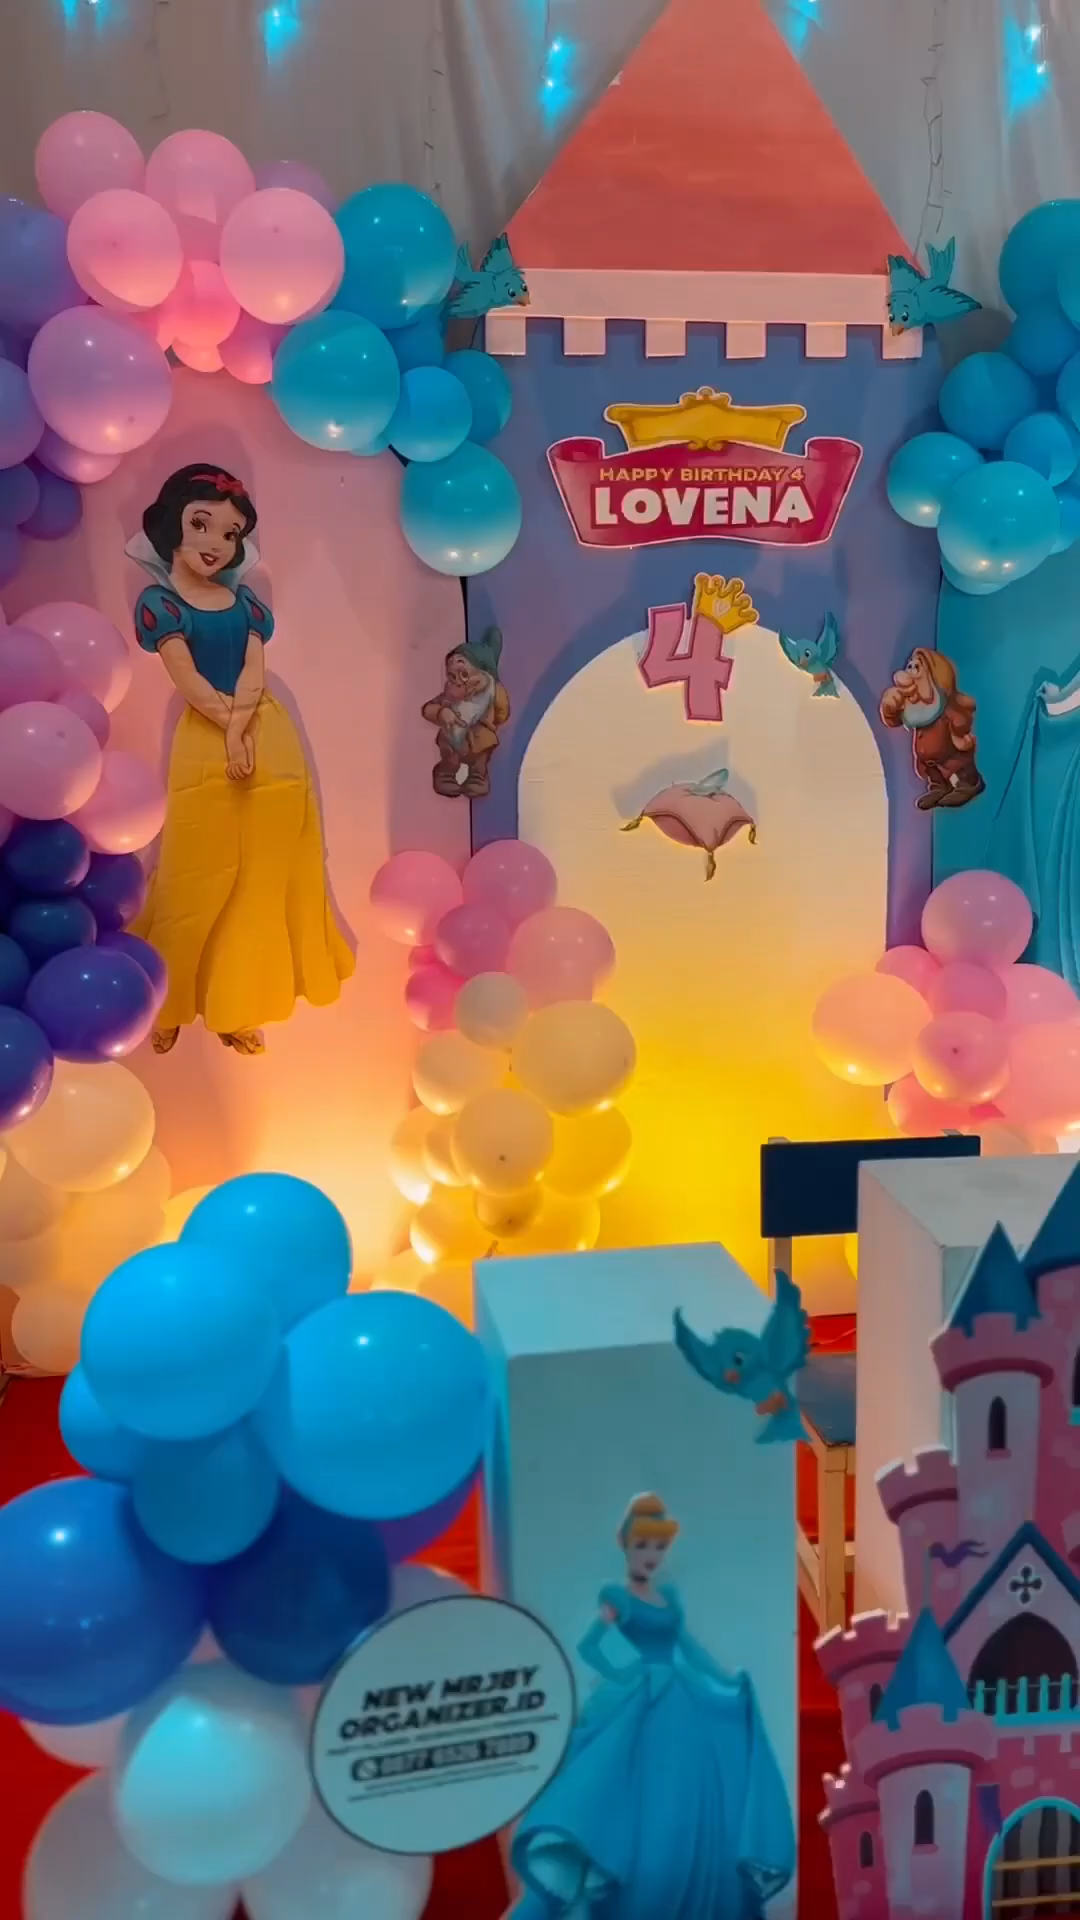 HAPPY BIRTHDAY 4
LOVENA
4
NEW MRJBY
ORGANIZER.ID